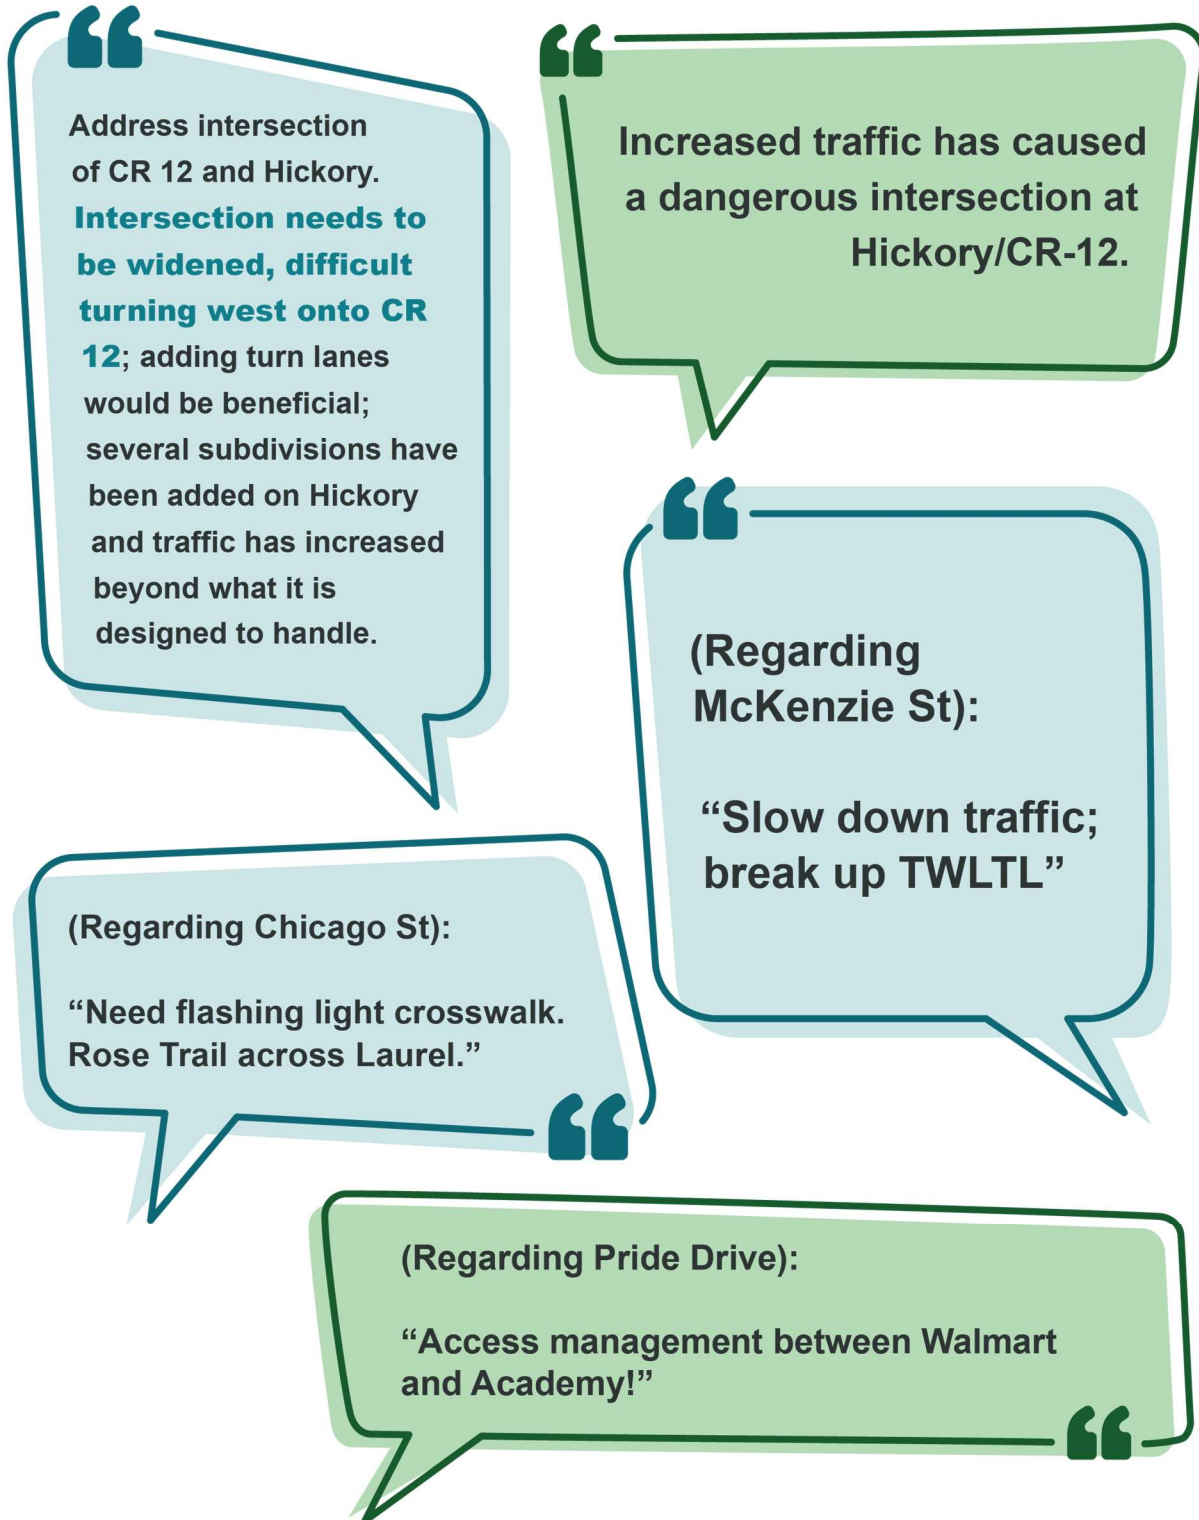 Address intersection
of CR 12 and Hickory.
Intersection needs to
be widened, difficult
turning west onto CR
12; adding turn lanes
would be beneficial;
several subdivisions have
been added on Hickory
and traffic has increased
beyond what it is
designed to handle.
Increased traffic has caused
a dangerous intersection at
Hickory/CR-12.
(Regarding
McKenzie St):
“Slow down traffic;
break up TWLTL”
(Regarding Chicago St):
“Need flashing light crosswalk.
Rose Trail across Laurel.”
(Regarding Pride Drive):
“Access management between Walmart
and Academy!”